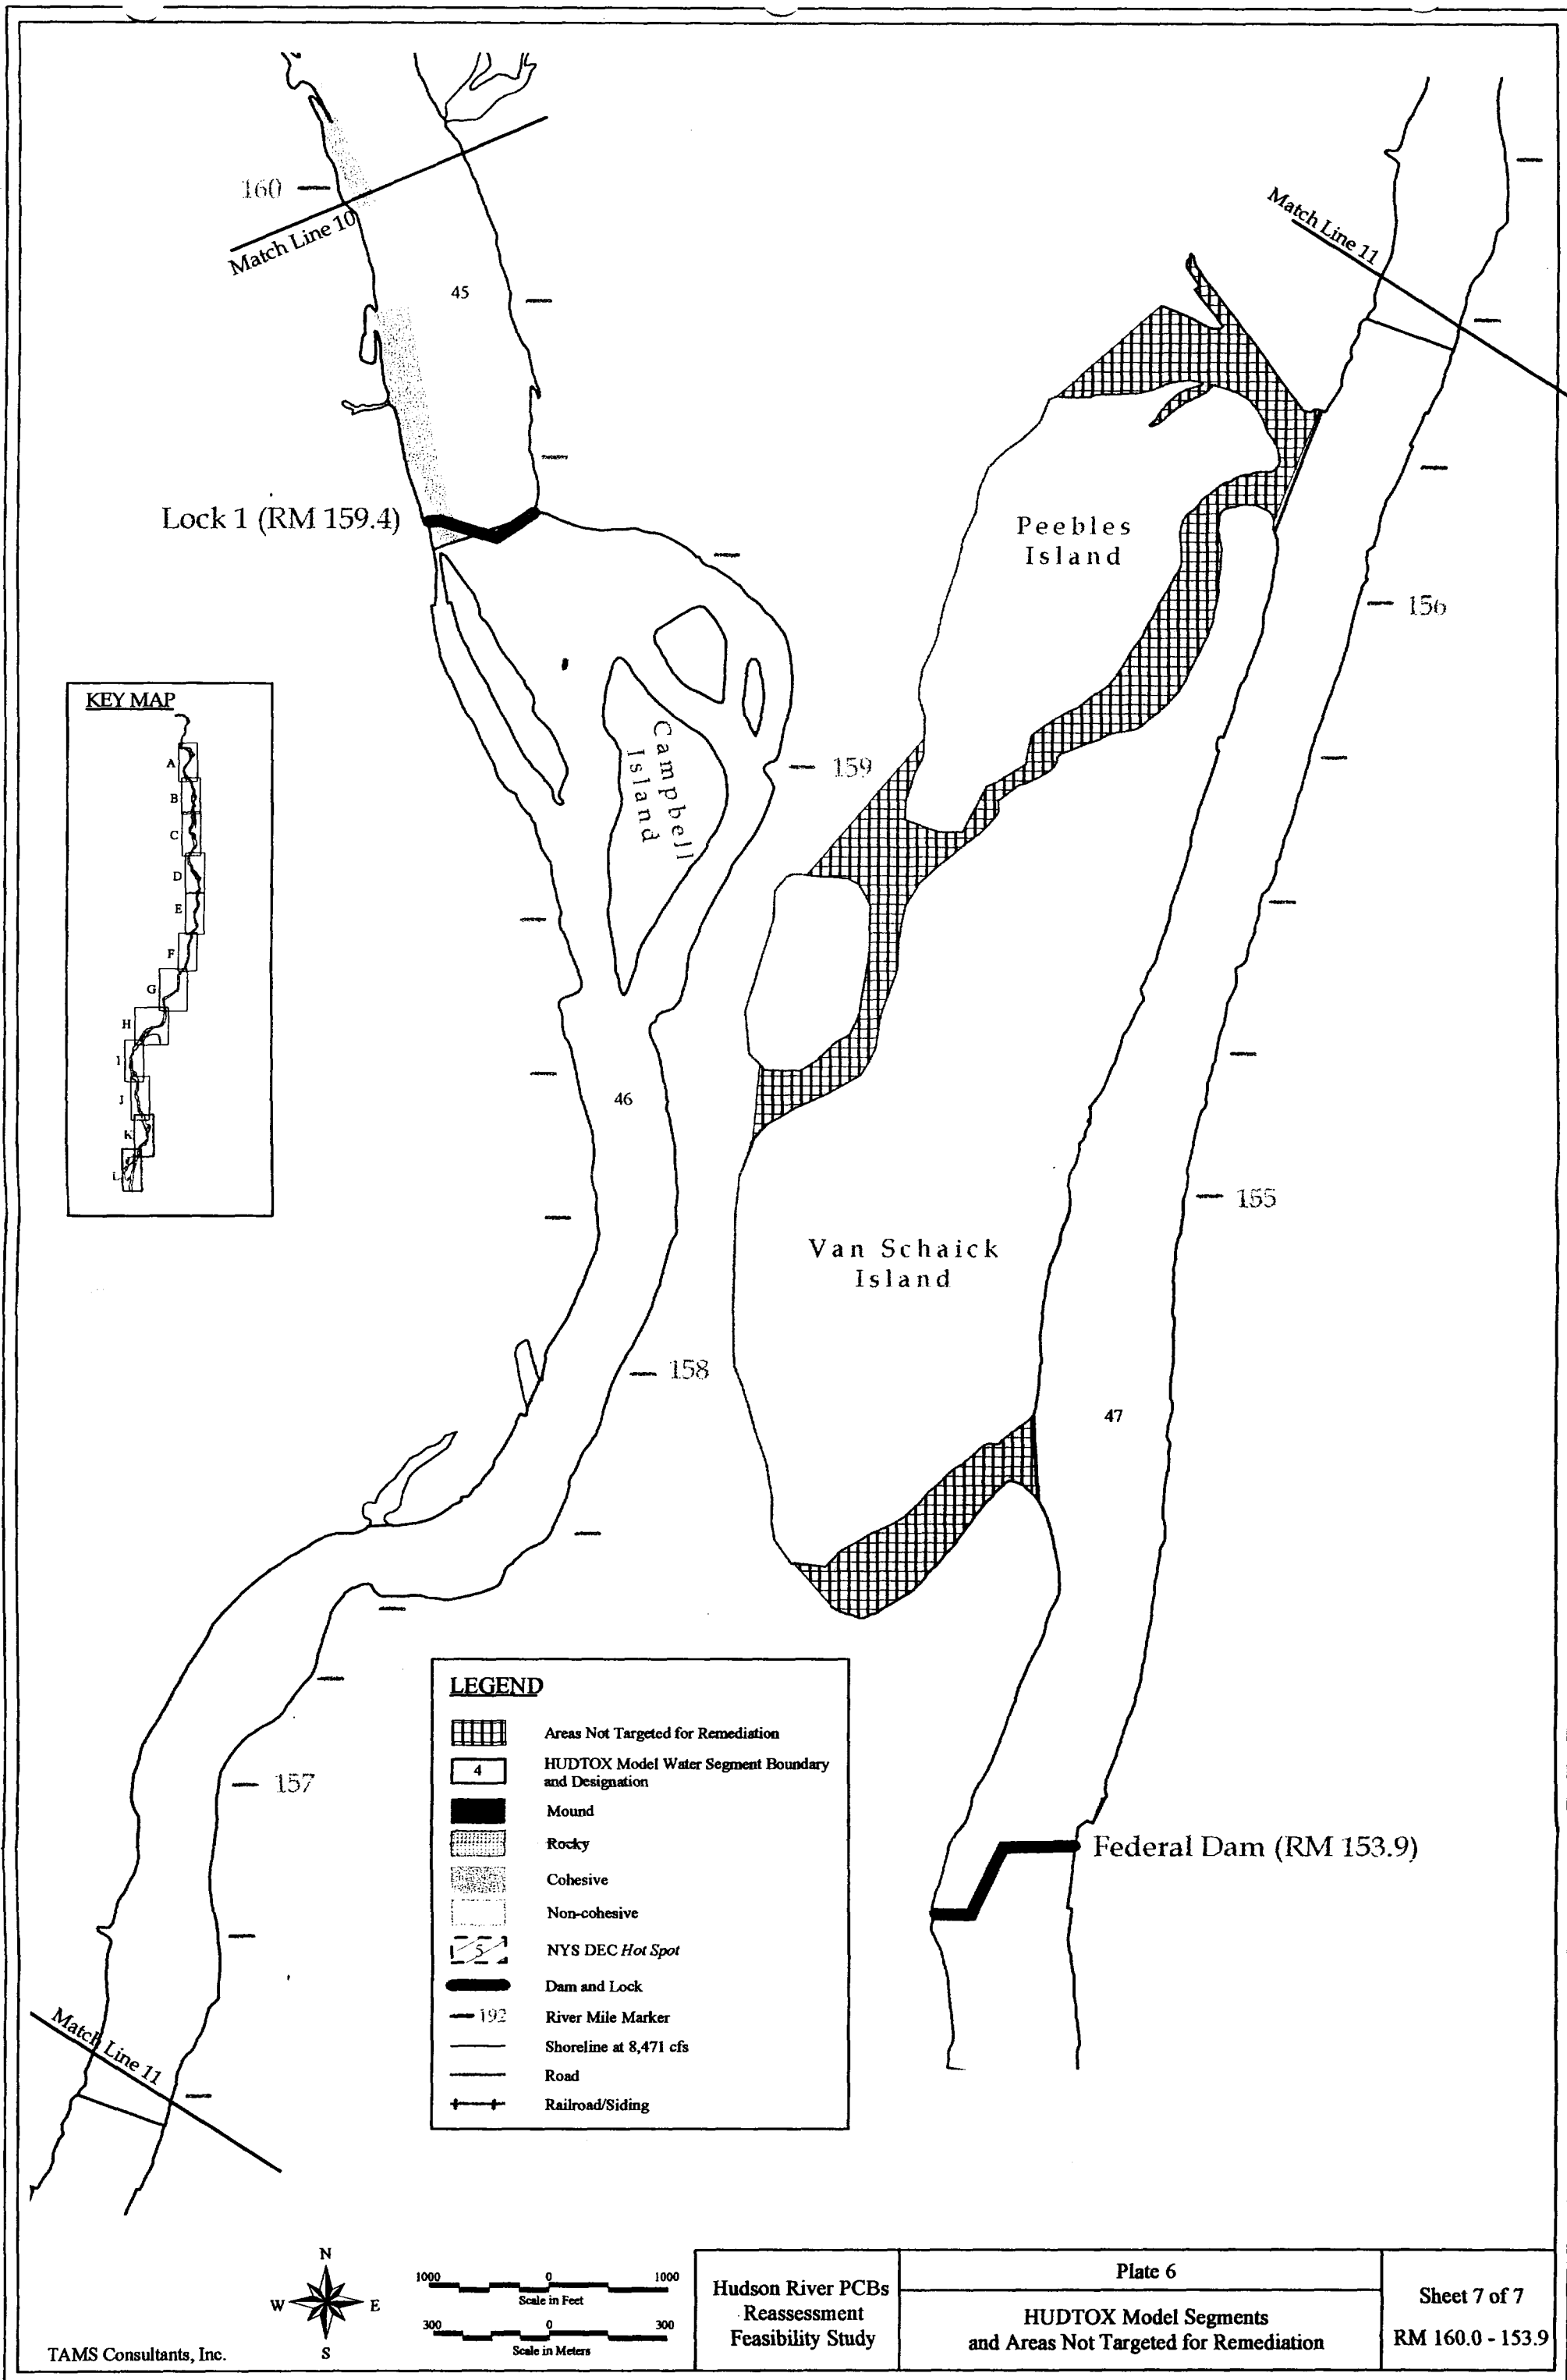 160
Match Line 10
45
Lock 1 (RM 159.4)
Match Line 11
Peebles
Island
156
KEY MAP
A
B
C
D
E
F
G
H
I
J
K
L
Campbell
Island
159
46
155
Van Schaick
Island
158
47
157
Match Line 11
Federal Dam (RM 153.9)
LEGEND
Areas Not Targeted for Remediation
4
HUDTOX Model Water Segment Boundary
and Designation
Mound
Rocky
Cohesive
Non-cohesive
5
NYS DEC Hot Spot
Dam and Lock
192
River Mile Marker
Shoreline at 8,471 cfs
Road
Railroad/Siding
N
W
E
S
1000 0 1000
Scale in Feet
300 0 300
Scale in Meters
TAMS Consultants, Inc.
Hudson River PCBs
Reassessment
Feasibility Study
Plate 6
HUDTOX Model Segments
and Areas Not Targeted for Remediation
Sheet 7 of 7
RM 160.0 - 153.9